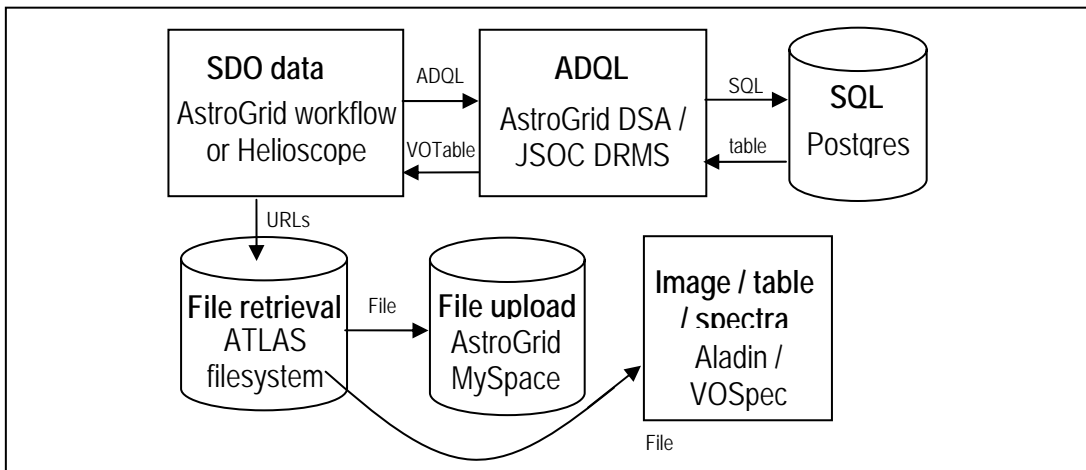 SDO data
AstroGrid workflow
or Helioscope
ADQL
VOTable
ADQL
AstroGrid DSA /
JSOC DRMS
SQL
table
SQL
Postgres
URLs
File retrieval
ATLAS
filesystem
File
File upload
AstroGrid
MySpace
Image / table
/ spectra
Aladin /
VOSpec
File